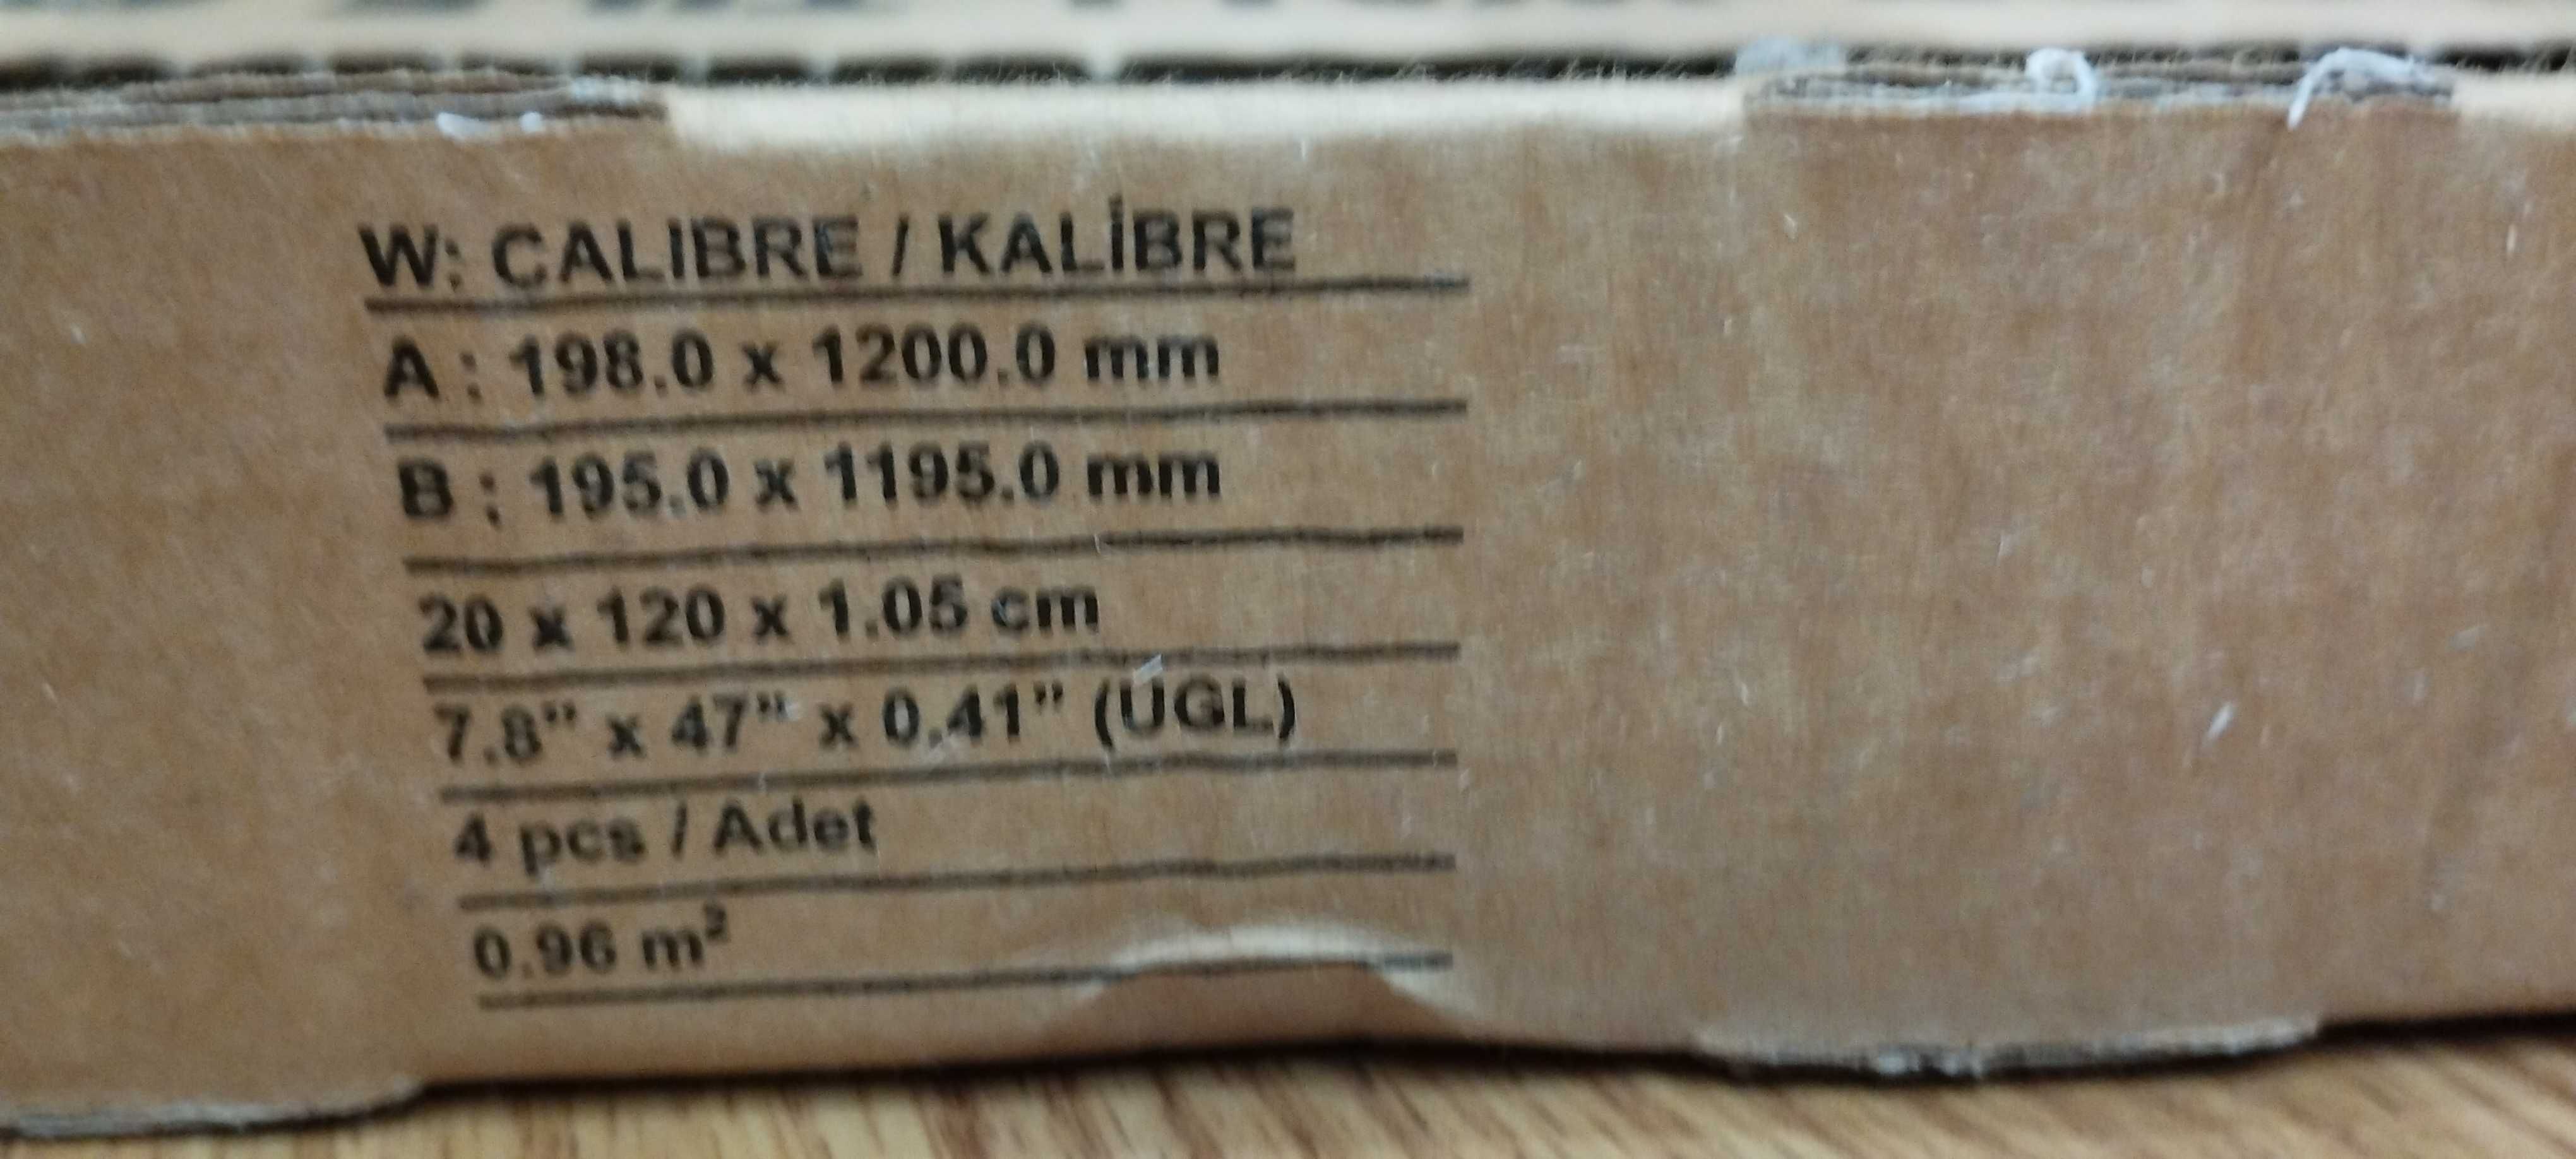 W: CALIBRE / KALİBRE
A : 198.0 x 1200.0 mm
B : 195.0 x 1195.0 mm
20 x 120 x 1.05 cm
7.8” x 47” x 0.41” (UGL)
4 pcs / Adet
0.96 m²